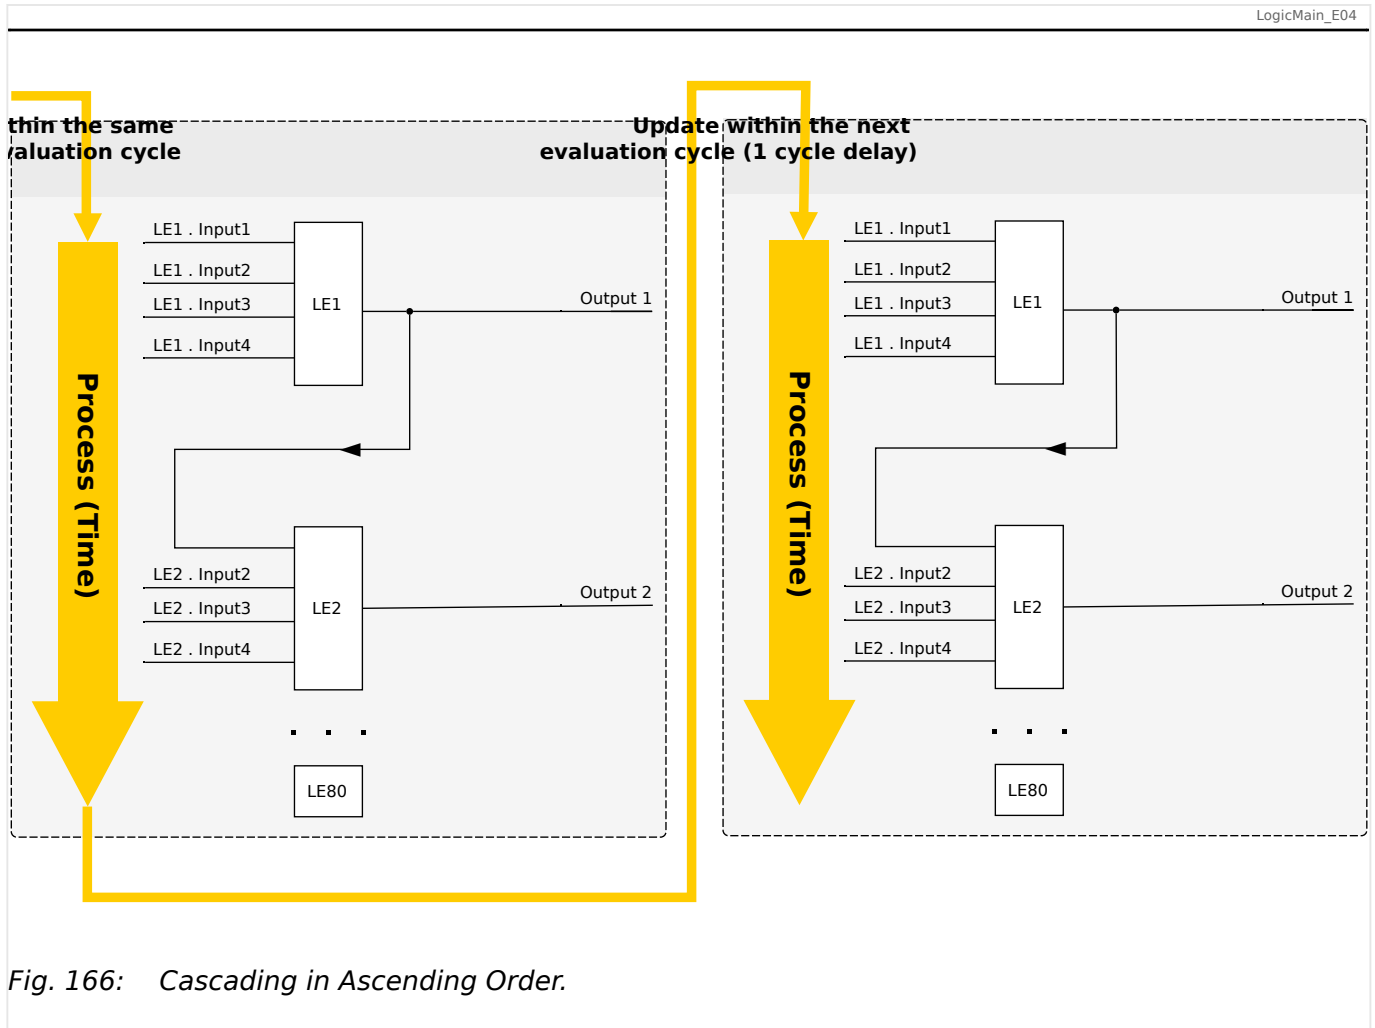 LogicMain_E04
thin the same
valuation cycle
Update within the next
evaluation cycle (1 cycle delay)
LE1 . Input1
LE1 . Input2
LE1 . Input3
LE1 . Input4
LE1
Output 1
Process (Time)
LE2 . Input2
LE2 . Input3
LE2 . Input4
LE2
Output 2
. . .
LE80
LE1 . Input1
LE1 . Input2
LE1 . Input3
LE1 . Input4
LE1
Output 1
Process (Time)
LE2 . Input2
LE2 . Input3
LE2 . Input4
LE2
Output 2
. . .
LE80
Fig. 166: Cascading in Ascending Order.